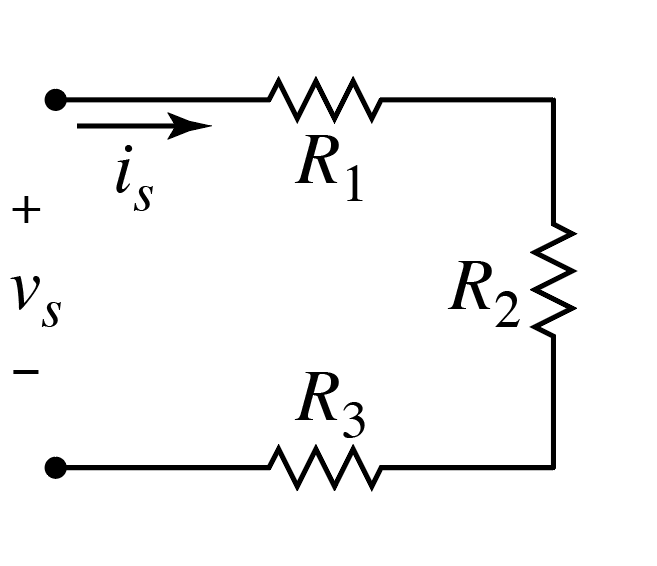 R₁
iₛ
+
vₛ
R₂
−
R₃